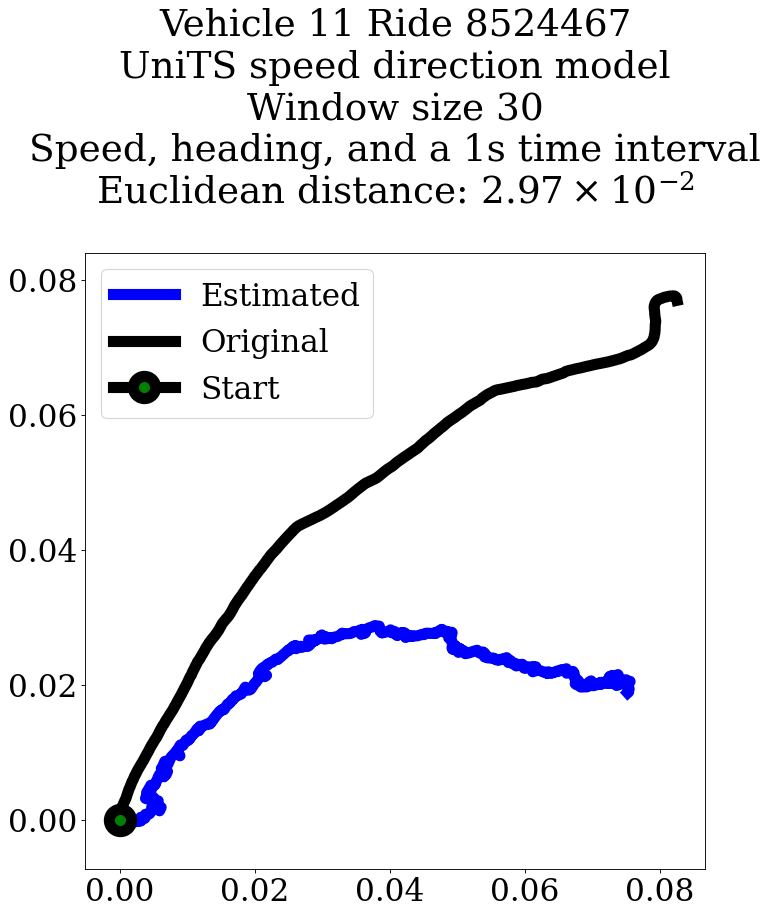 Vehicle 11 Ride 8524467
UniTS speed direction model
Window size 30
Speed, heading, and a 1s time interval
Euclidean distance: 2.97 × 10⁻²
0.08
0.06
0.04
0.02
0.00
Estimated
Original
Start
0.00 0.02 0.04 0.06 0.08